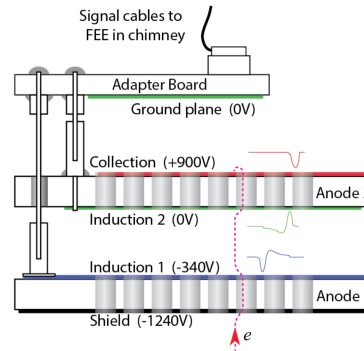 Signal cables to
FEE in chimney
Adapter Board
Ground plane (0V)
Collection (+900V)
Anode
Induction 2 (0V)
Induction 1 (-340V)
Anode
Shield (-1240V)
e